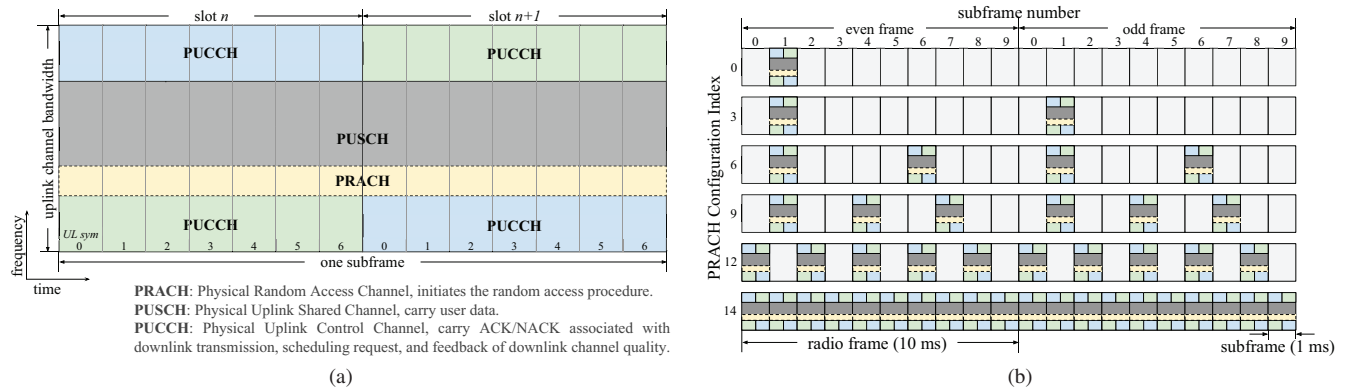 slot n
slot n+1
uplink channel bandwidth
PUCCH
PUCCH
PUSCH
PRACH
PUCCH
PUCCH
UL sym
0 1 2 3 4 5 6 0 1 2 3 4 5 6
one subframe
frequency
time
PRACH: Physical Random Access Channel, initiates the random access procedure.
PUSCH: Physical Uplink Shared Channel, carry user data.
PUCCH: Physical Uplink Control Channel, carry ACK/NACK associated with
downlink transmission, scheduling request, and feedback of downlink channel quality.
(a)
subframe number
even frame
odd frame
0 1 2 3 4 5 6 7 8 9 0 1 2 3 4 5 6 7 8 9
PRACH Configuration Index
0
3
6
9
12
14
radio frame (10 ms)
subframe (1 ms)
(b)